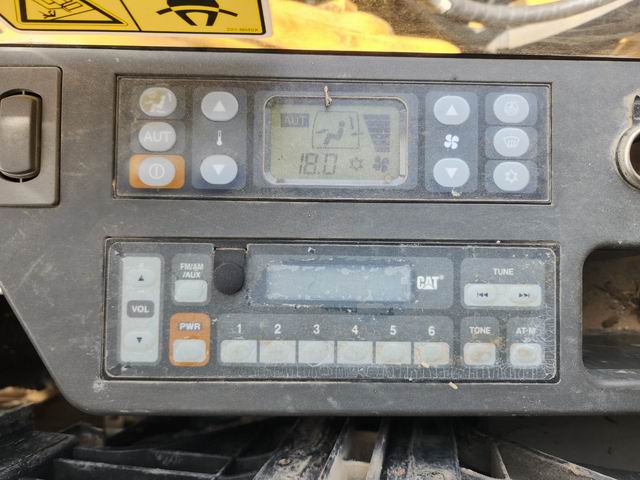 AUT
AUT
18.0
FM/AM
/AUX
CAT
TUNE
VOL
PWR
1 2 3 4 5 6
TONE
AT-M